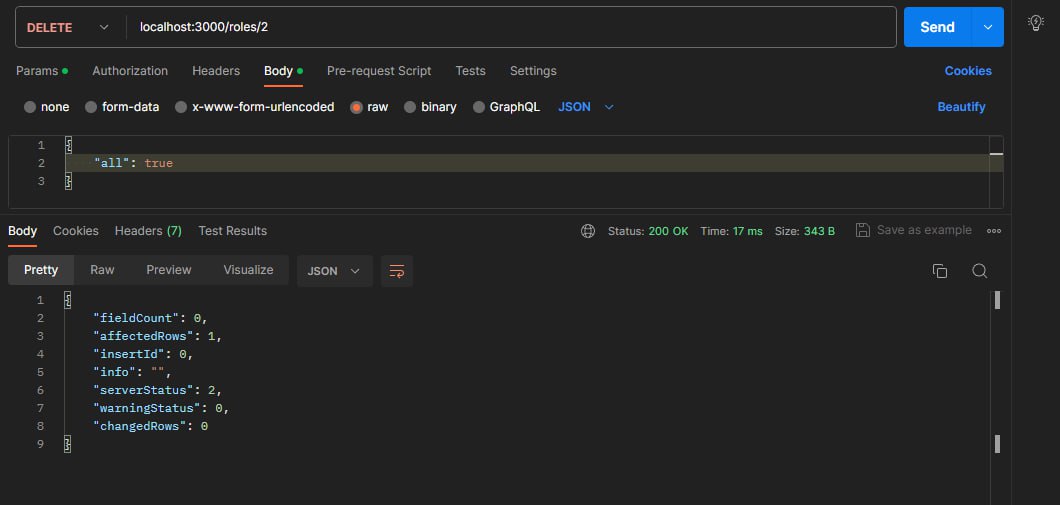 DELETE localhost:3000/roles/2 Send
Params Authorization Headers Body Pre-request Script Tests Settings Cookies
none form-data x-www-form-urlencoded raw binary GraphQL JSON Beautify
1 {
2 "all": true
3 }
Body Cookies Headers (7) Test Results Status: 200 OK Time: 17 ms Size: 343 B Save as example
Pretty Raw Preview Visualize JSON
1 {
2 "fieldCount": 0,
3 "affectedRows": 1,
4 "insertId": 0,
5 "info": "",
6 "serverStatus": 2,
7 "warningStatus": 0,
8 "changedRows": 0
9 }